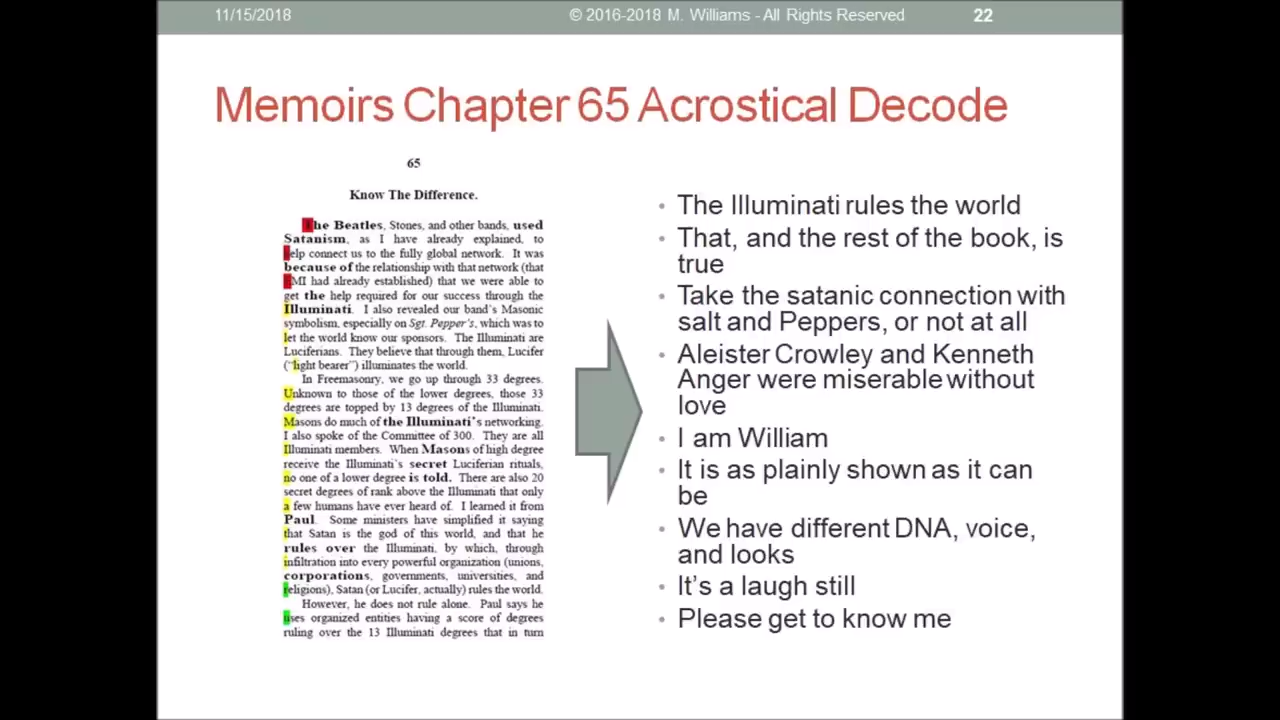 11/15/2018 © 2016-2018 M. Williams - All Rights Reserved 22
Memoirs Chapter 65 Acrostical Decode
65
Know The Difference.
The Beatles, Stones, and other bands, used
Satanism, as I have already explained, to
help connect us to the fully global network. It was
because of the relationship with that network (that
EMI had already established) that we were able to
get the help required for our success through the
Illuminati. I also revealed our band's Masonic
symbolism, especially on Sgt. Pepper's, which was to
let the world know our sponsors. The Illuminati are
Luciferians. They believe that through them, Lucifer
("light bearer") illuminates the world.
In Freemasonry, we go up through 33 degrees.
Unknown to those of the lower degrees, those 33
degrees are topped by 13 degrees of the Illuminati.
Masons do much of the Illuminati's networking.
I also spoke of the Committee of 300. They are all
Illuminati members. When Masons of high degree
receive the Illuminati's secret Luciferian rituals,
no one of a lower degree is told. There are also 20
secret degrees of rank above the Illuminati that only
a few humans have ever heard of. I learned it from
Paul. Some ministers have simplified it saying
that Satan is the god of this world, and that he
rules over the Illuminati, by which, through
infiltration into every powerful organization (unions,
corporations, governments, universities, and
religions), Satan (or Lucifer, actually) rules the world.
However, he does not rule alone. Paul says he
uses organized entities having a score of degrees
ruling over the 13 Illuminati degrees that in turn
• The Illuminati rules the world
• That, and the rest of the book, is
true
• Take the satanic connection with
salt and Peppers, or not at all
• Aleister Crowley and Kenneth
Anger were miserable without
love
• I am William
• It is as plainly shown as it can
be
• We have different DNA, voice,
and looks
• It's a laugh still
• Please get to know me